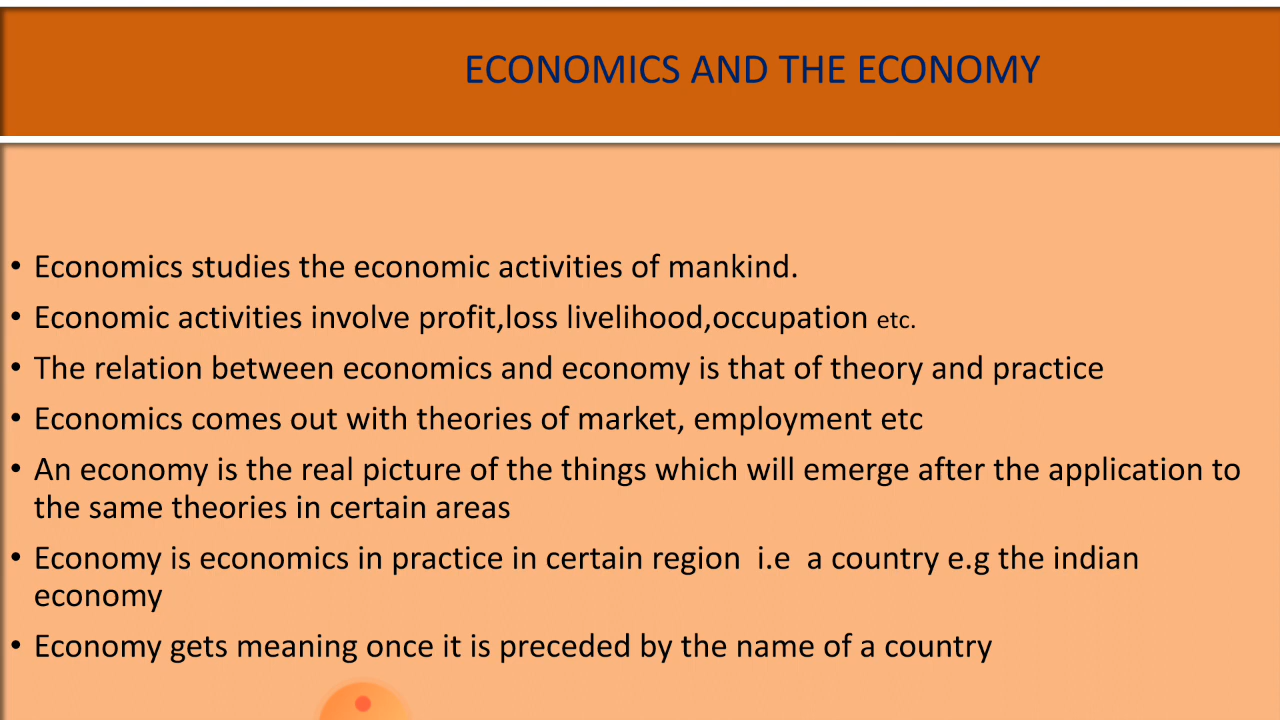 ECONOMICS AND THE ECONOMY
• Economics studies the economic activities of mankind.
• Economic activities involve profit,loss livelihood,occupation etc.
• The relation between economics and economy is that of theory and practice
• Economics comes out with theories of market, employment etc
• An economy is the real picture of the things which will emerge after the application to
the same theories in certain areas
• Economy is economics in practice in certain region  i.e  a country e.g the indian
economy
• Economy gets meaning once it is preceded by the name of a country